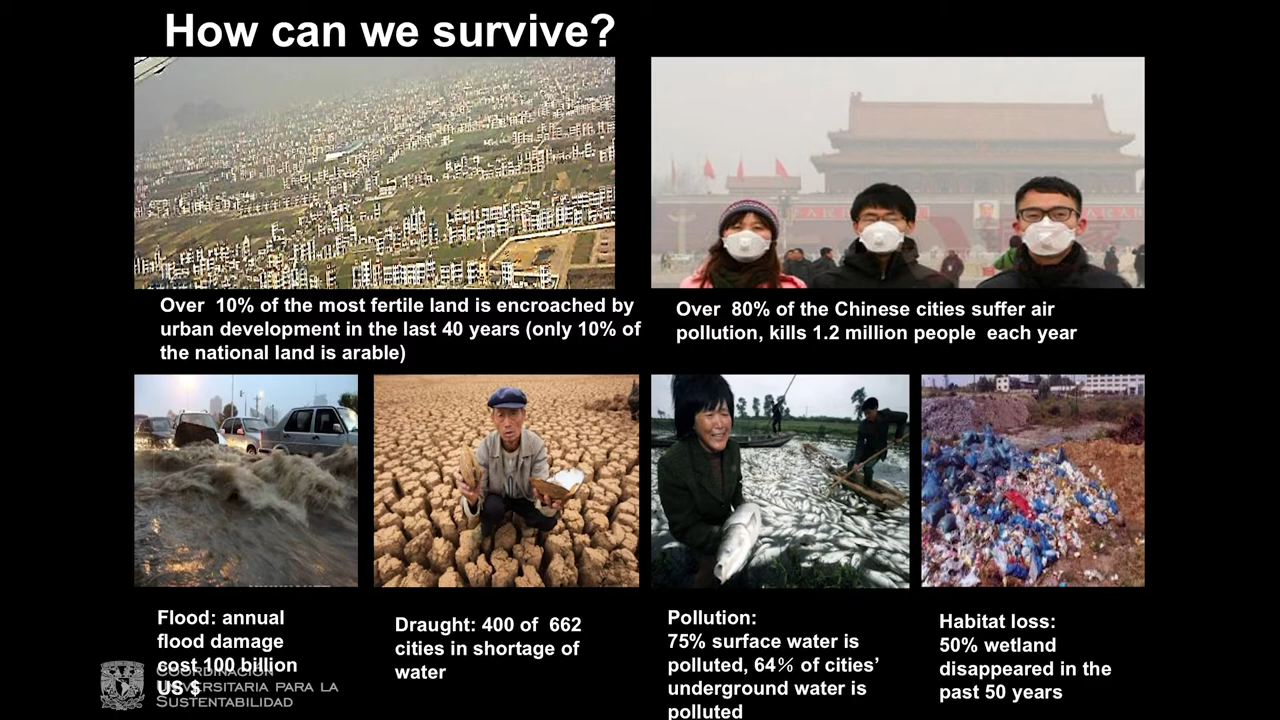 How can we survive?
Over 10% of the most fertile land is encroached by
urban development in the last 40 years (only 10% of
the national land is arable)
Over 80% of the Chinese cities suffer air
pollution, kills 1.2 million people each year
Flood: annual
flood damage
cost 100 billion
US $
Draught: 400 of 662
cities in shortage of
water
Pollution:
75% surface water is
polluted, 64% of cities’
underground water is
polluted
Habitat loss:
50% wetland
disappeared in the
past 50 years
COORDINACIÓN
UNIVERSITARIA PARA LA
SUSTENTABILIDAD